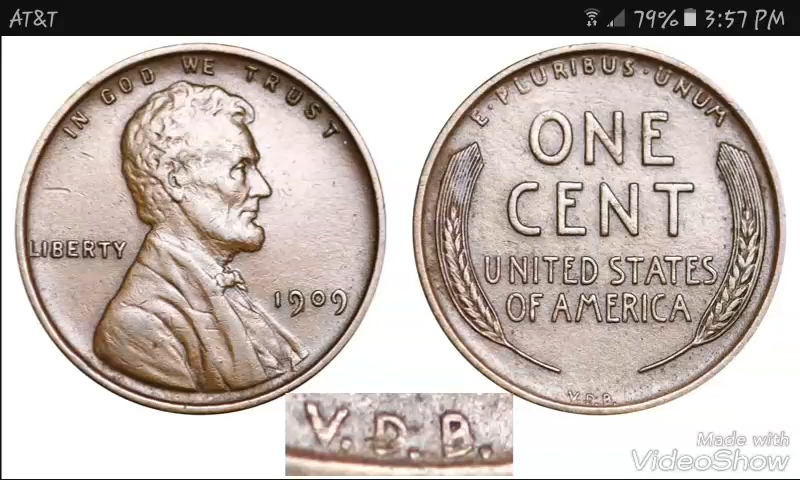 AT&T
79% 3:57 PM
IN GOD WE TRUST
LIBERTY
1909
E·PLURIBUS·UNUM
ONE
CENT
UNITED STATES
OF AMERICA
V.D.B.
V.D.B.
Made with
VideoShow